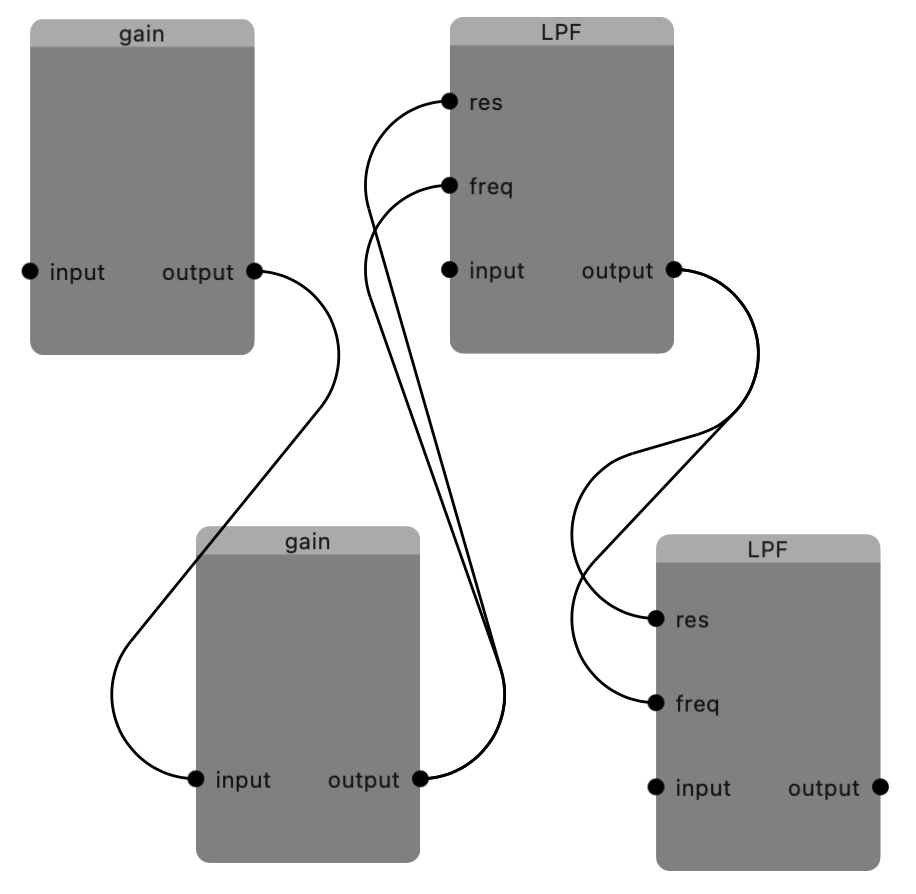 gain
input output
LPF
res
freq
input output
gain
input output
LPF
res
freq
input output